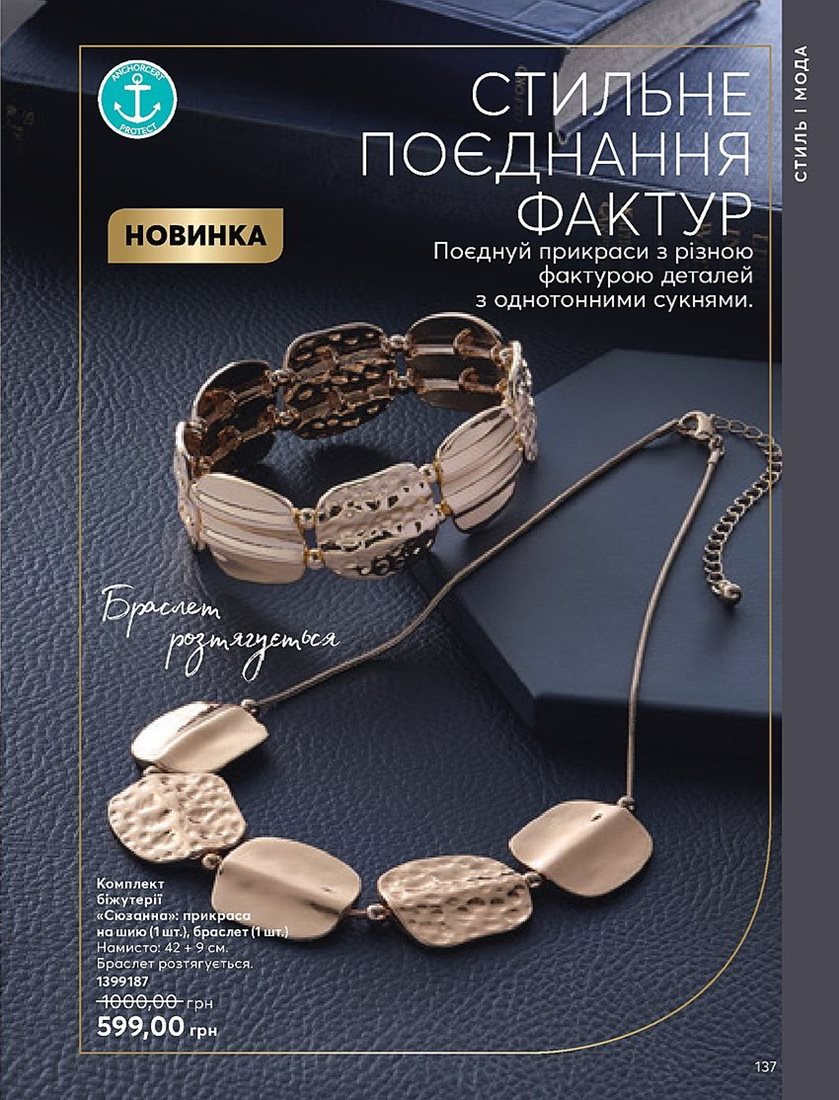 ANCHORCERT
PROTECT
СТИЛЬНЕ
ПОЄДНАННЯ
ФАКТУР
СТИЛЬ І МОДА
НОВИНКА
Поєднуй прикраси з різною
фактурою деталей
з однотонними сукнями.
Браслет
розтягується
Комплект
біжутерії
«Сюзанна»: прикраса
на шию (1 шт.), браслет (1 шт.)
Намисто: 42 + 9 см.
Браслет розтягується.
1399187
1000,00 грн
599,00 грн
137